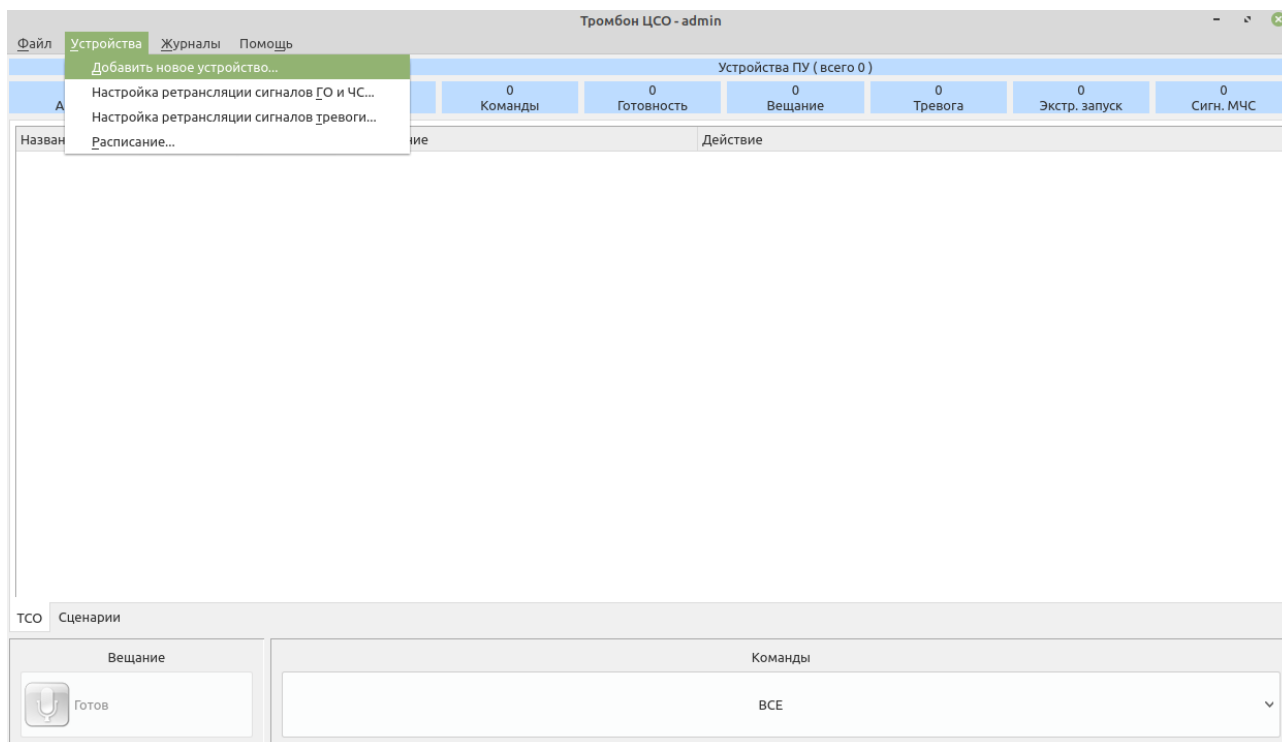 Тромбон ЦСО - admin
Файл Устройства Журналы Помощь
Добавить новое устройство...
Настройка ретрансляции сигналов ГО и ЧС...
Настройка ретрансляции сигналов тревоги...
Расписание...
Устройства ПУ ( всего 0 )
0 0 0 0 0 0
Команды Готовность Вещание Тревога Экстр. запуск Сигн. МЧС
Действие
ТСО Сценарии
Вещание Команды
Готов ВСЕ